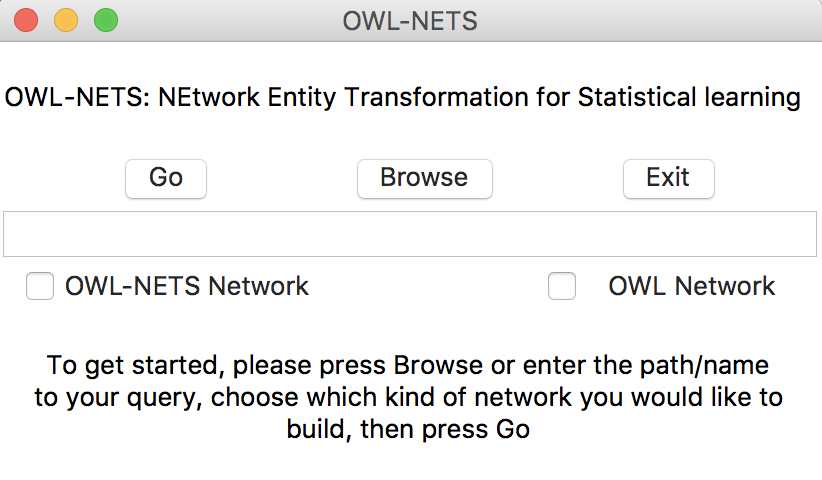 OWL-NETS
OWL-NETS: NEtwork Entity Transformation for Statistical learning
Go Browse Exit
OWL-NETS Network OWL Network
To get started, please press Browse or enter the path/name
to your query, choose which kind of network you would like to
build, then press Go